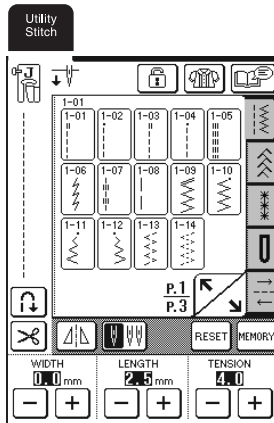 Utility
Stitch
J
1-01
1-01 1-02 1-03 1-04 1-05
1-06 1-07 1-08 1-09 1-10
1-11 1-12 1-13 1-14
P.1
P.3
RESET MEMORY
WIDTH LENGTH TENSION
0.0 mm 2.5 mm 4.0
− + − + − +